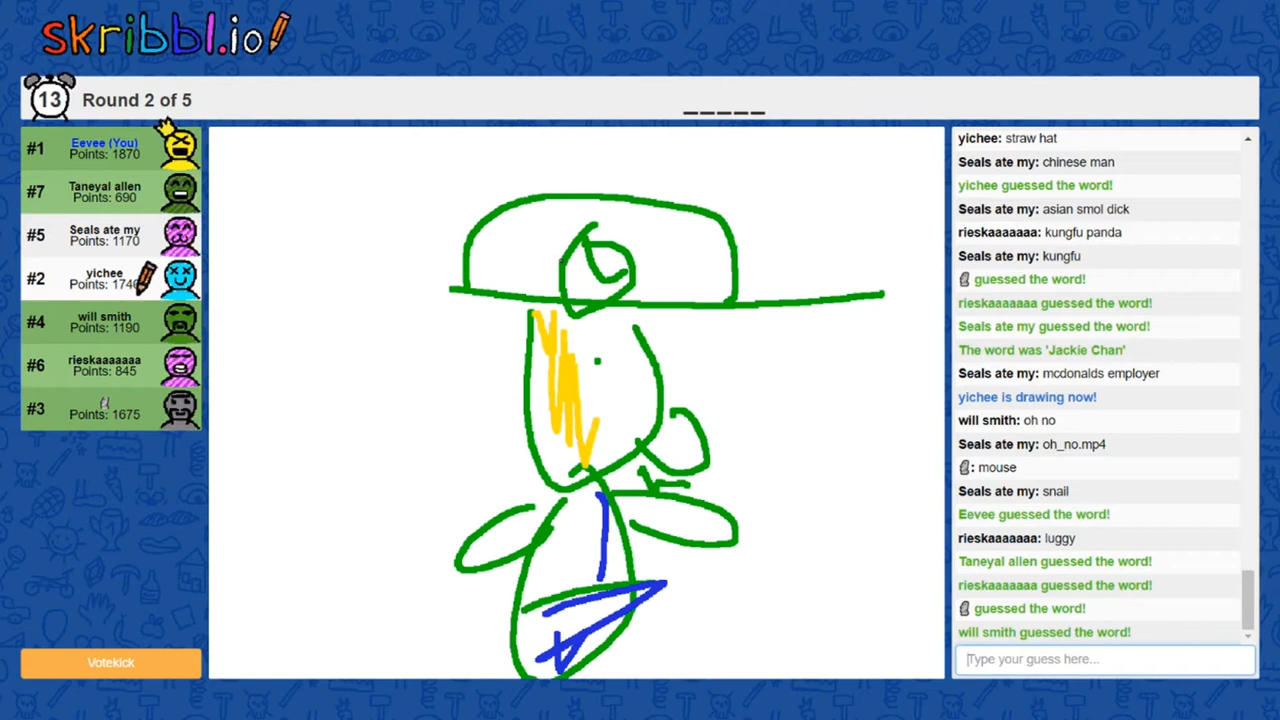 skribbl.io
13
Round 2 of 5
_____
#1
Eevee (You)
Points: 1870
#7
Taneyal allen
Points: 690
#5
Seals ate my
Points: 1170
#2
yichee
Points: 1740
#4
will smith
Points: 1190
#6
rieskaaaaaaa
Points: 845
#3
Points: 1675
Votekick
yichee: straw hat
Seals ate my: chinese man
yichee guessed the word!
Seals ate my: asian smol dick
rieskaaaaaaa: kungfu panda
Seals ate my: kungfu
guessed the word!
rieskaaaaaaa guessed the word!
Seals ate my guessed the word!
The word was 'Jackie Chan'
Seals ate my: mcdonalds employer
yichee is drawing now!
will smith: oh no
Seals ate my: oh_no.mp4
: mouse
Seals ate my: snail
Eevee guessed the word!
rieskaaaaaaa: luggy
Taneyal allen guessed the word!
rieskaaaaaaa guessed the word!
guessed the word!
will smith guessed the word!
Type your guess here...